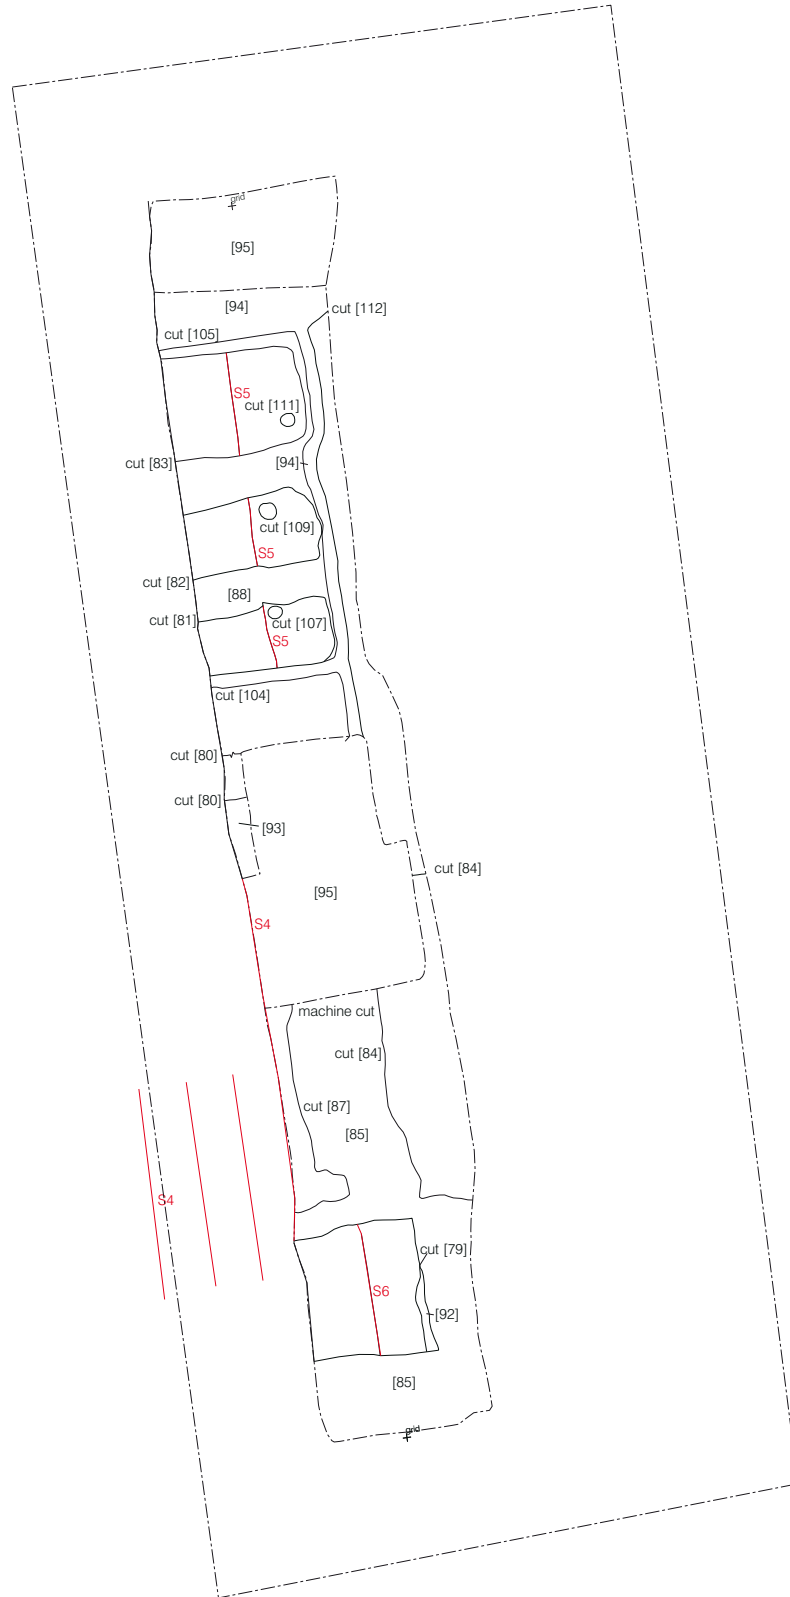 grid
[95]
[94]
cut [112]
cut [105]
S5
cut [111]
cut [83]
[94]
cut [109]
S5
cut [82]
[88]
cut [81]
cut [107]
S5
cut [104]
cut [80]
cut [80]
[93]
cut [84]
[95]
S4
machine cut
cut [84]
cut [87]
[85]
S4
cut [79]
S6
[92]
[85]
grid